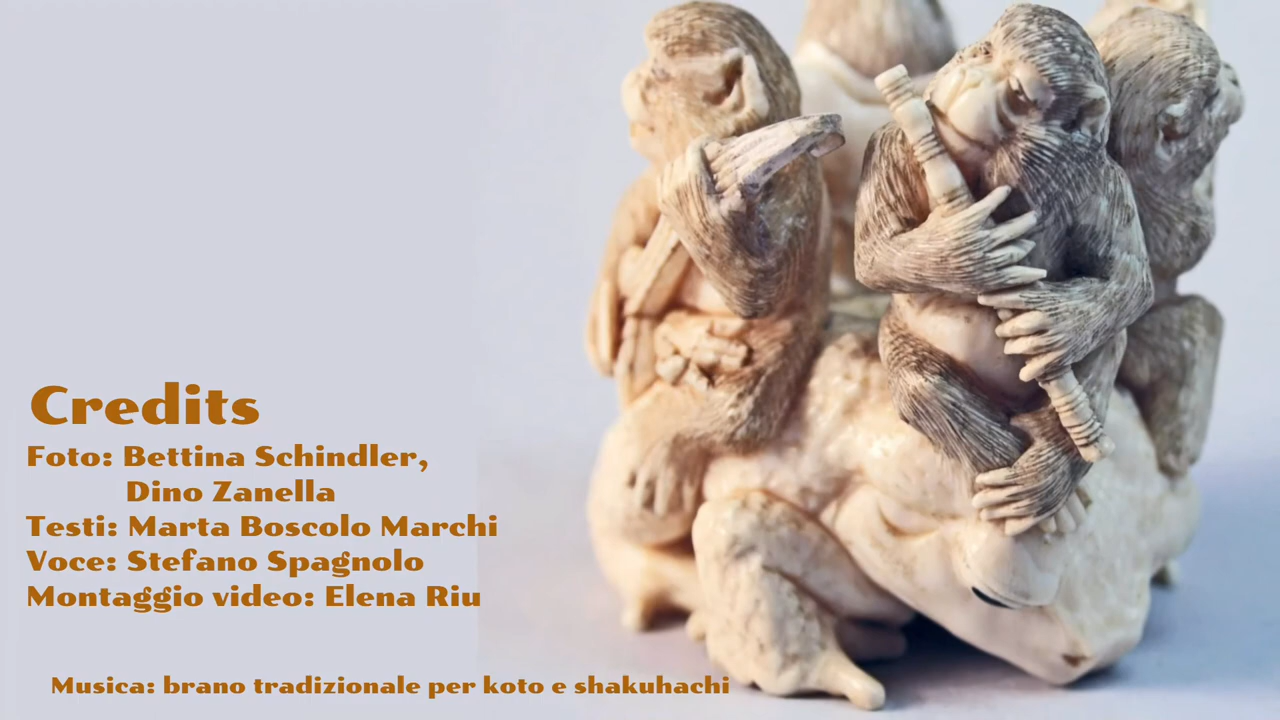 Credits
Foto: Bettina Schindler,
Dino Zanella
Testi: Marta Boscolo Marchi
Voce: Stefano Spagnolo
Montaggio video: Elena Riu
Musica: brano tradizionale per koto e shakuhachi